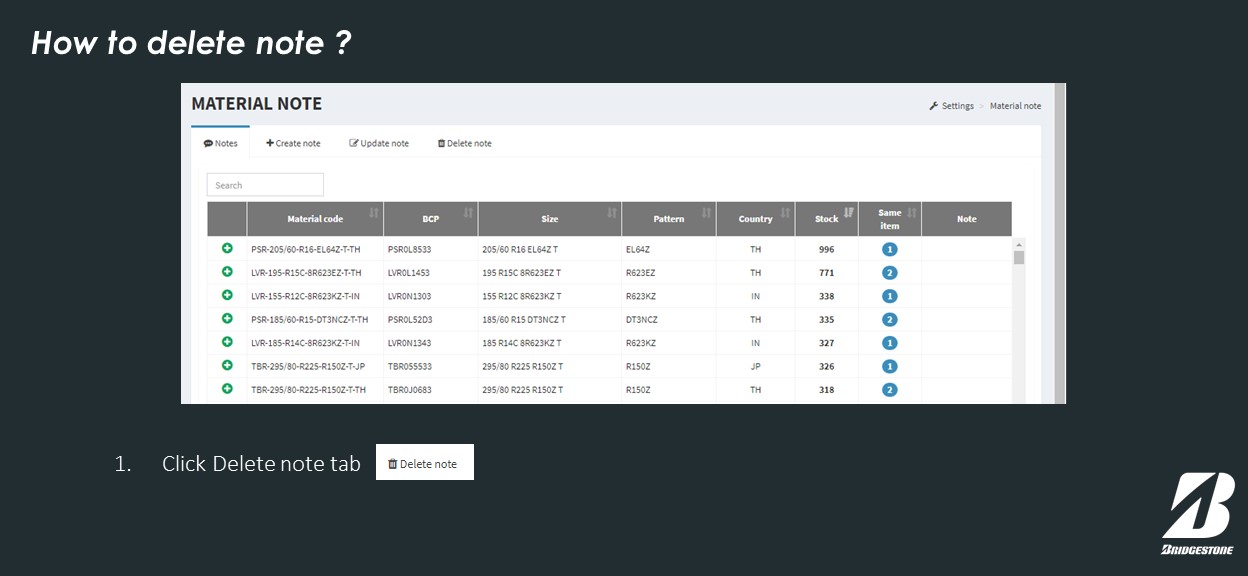 How to delete note ?
MATERIAL NOTE
Settings > Material note
Notes Create note Update note Delete note
Search
Material code BCP Size Pattern Country Stock Same item Note
PSR-205/60-R16-EL64Z-T-TH PSR0L8533 205/60 R16 EL64Z T EL64Z TH 996 1
LVR-195-R15C-8R623EZ-T-TH LVR0L1453 195 R15C 8R623EZ T R623EZ TH 771 2
LVR-155-R12C-8R623KZ-T-IN LVR0N1303 155 R12C 8R623KZ T R623KZ IN 338 1
PSR-185/60-R15-DT3NCZ-T-TH PSR0L52D3 185/60 R15 DT3NCZ T DT3NCZ TH 335 2
LVR-185-R14C-8R623KZ-T-IN LVR0N1343 185 R14C 8R623KZ T R623KZ IN 327 1
TBR-295/80-R225-R150Z-T-JP TBR055533 295/80 R225 R150Z T R150Z JP 326 1
TBR-295/80-R225-R150Z-T-TH TBR0J0683 295/80 R225 R150Z T R150Z TH 318 2
1. Click Delete note tab Delete note
BRIDGESTONE